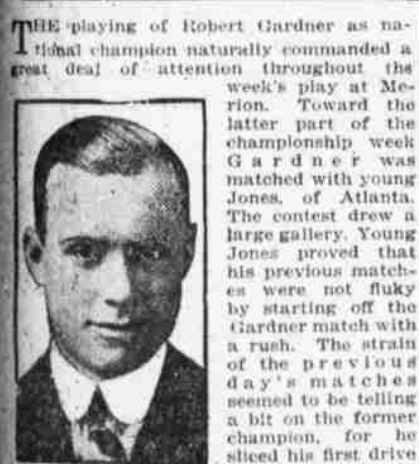 THE playing of Robert Gardner as na-
tional champion naturally commanded a
great deal of attention throughout the
week's play at Me-
rion. Toward the
latter part of the
championship week
Gardner was
matched with young
Jones, of Atlanta.
The contest drew a
large gallery. Young
Jones proved that
his previous match-
es were not fluky
by starting off the
Gardner match with
a rush. The strain
of the previous
day's matches
seemed to be telling
a bit on the former
champion, for he
sliced his first drive